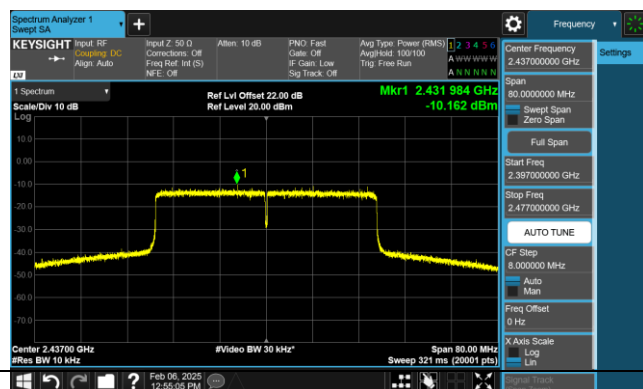 Spectrum Analyzer 1
Swept SA
+
Frequency
KEYSIGHT
Input: RF
Coupling: DC
Align: Auto
Input Z: 50 Ω
Corrections: Off
Freq Ref: Int (S)
NFE: Off
Atten: 10 dB
PNO: Fast
Gate: Off
IF Gain: Low
Sig Track: Off
Avg Type: Power (RMS)
Avg|Hold: 100/100
Trig: Free Run
1 2 3 4 5 6
A W W W W W
A N N N N N
LXI
Center Frequency
2.437000000 GHz
Settings
Span
80.0000000 MHz
Swept Span
Zero Span
Full Span
Start Freq
2.397000000 GHz
Stop Freq
2.477000000 GHz
AUTO TUNE
CF Step
8.000000 MHz
Auto
Man
Freq Offset
0 Hz
X Axis Scale
Log
Lin
Signal Track
1 Spectrum
Scale/Div 10 dB
Log
Ref Lvl Offset 22.00 dB
Ref Level 20.00 dBm
Mkr1 2.431 984 GHz
-10.162 dBm
10.0
0.00
-10.0
-20.0
-30.0
-40.0
-50.0
-60.0
-70.0
1
Center 2.43700 GHz
#Res BW 10 kHz
#Video BW 30 kHz*
Span 80.00 MHz
Sweep 321 ms (20001 pts)
?
Feb 06, 2025
12:55:05 PM